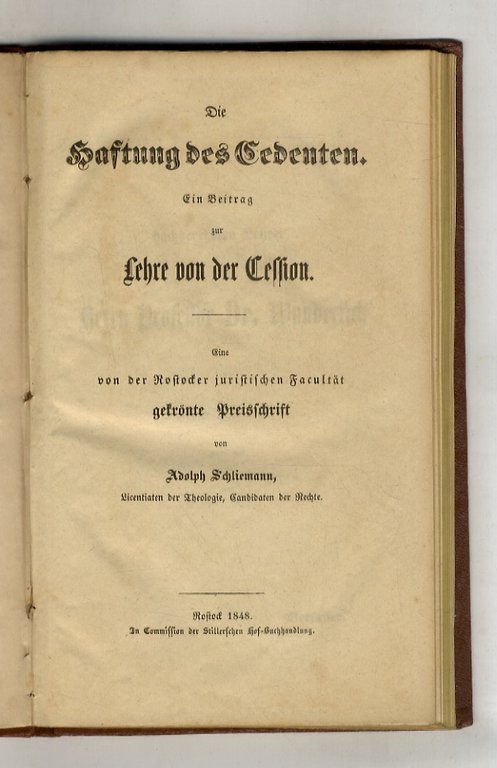 Die
Haftung des Cedenten.
Ein Beitrag
zur
Lehre von der Cession.
Eine
von der Rostocker juristischen Facultät
gekrönte Preisschrift
von
Adolph Schliemann,
Licentiaten der Theologie, Candidaten der Rechte.
Rostock 1848.
In Commission der Stillerschen Hof-Buchhandlung.